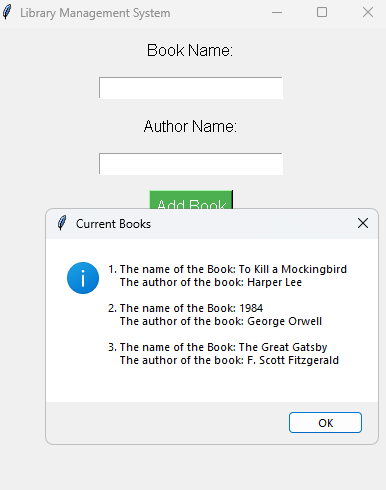 Library Management System
Book Name:
Author Name:
Add Book
Current Books
1. The name of the Book: To Kill a Mockingbird
The author of the book: Harper Lee
2. The name of the Book: 1984
The author of the book: George Orwell
3. The name of the Book: The Great Gatsby
The author of the book: F. Scott Fitzgerald
OK